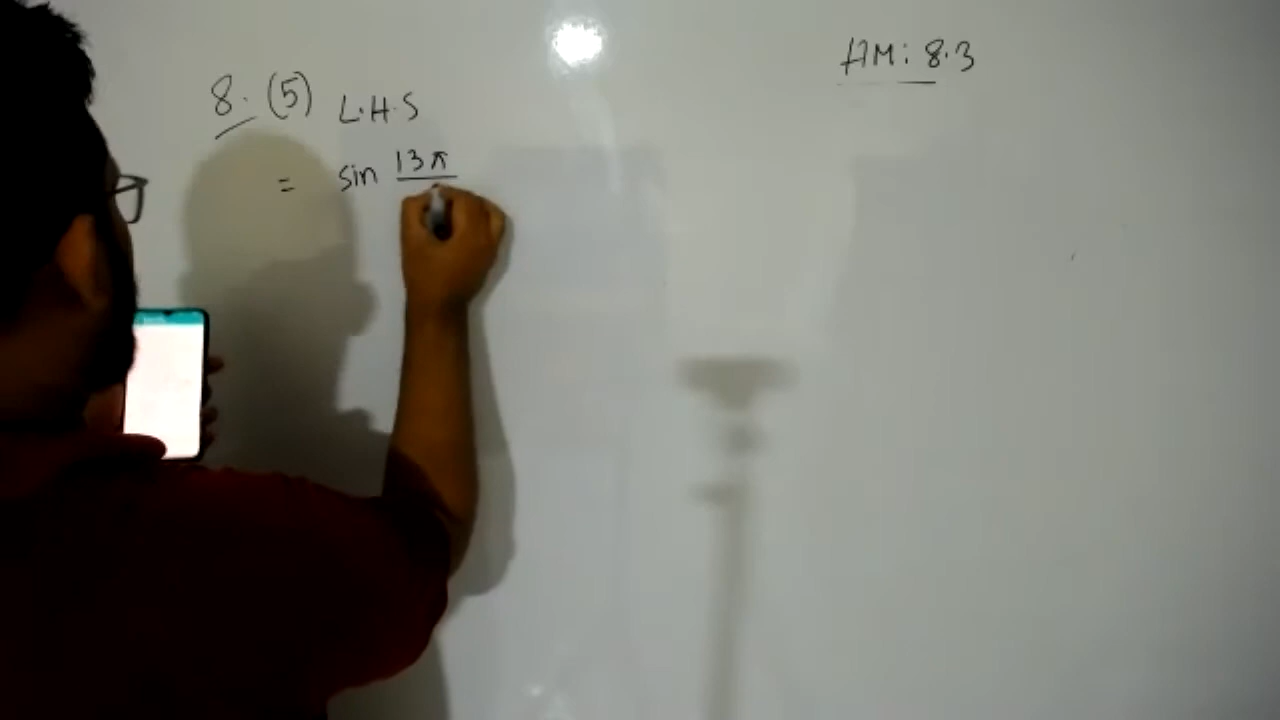 HM: 8.3
8. (5) L.H.S
= sin 13π